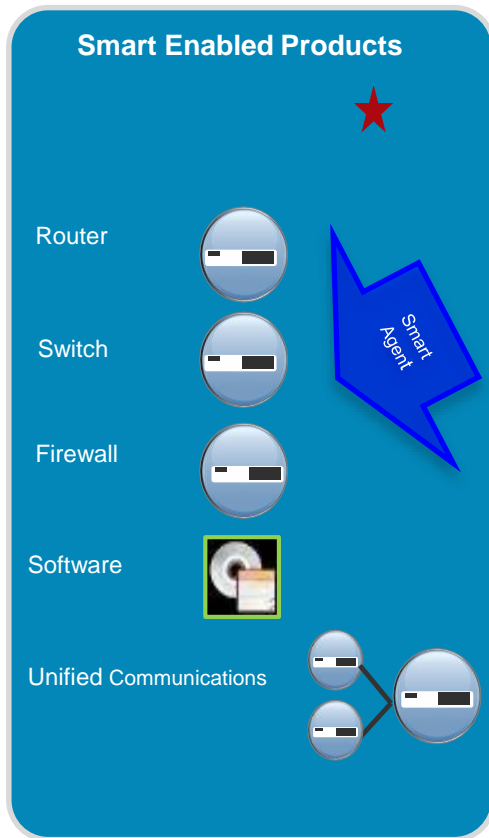 Smart Enabled Products
Router
Smart
Agent
Switch
Firewall
Software
Unified Communications